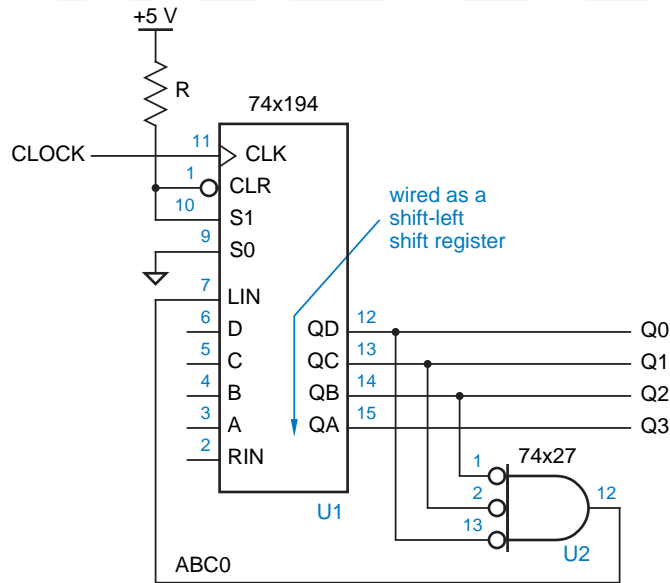 +5 V
R
74x194
CLOCK
11
CLK
1
CLR
10
S1
9
S0
7
LIN
6
D
QD
12
Q0
5
C
QC
13
Q1
4
B
QB
14
Q2
3
A
QA
15
Q3
2
RIN
wired as a
shift-left
shift register
U1
74x27
1
2
13
12
U2
ABC0